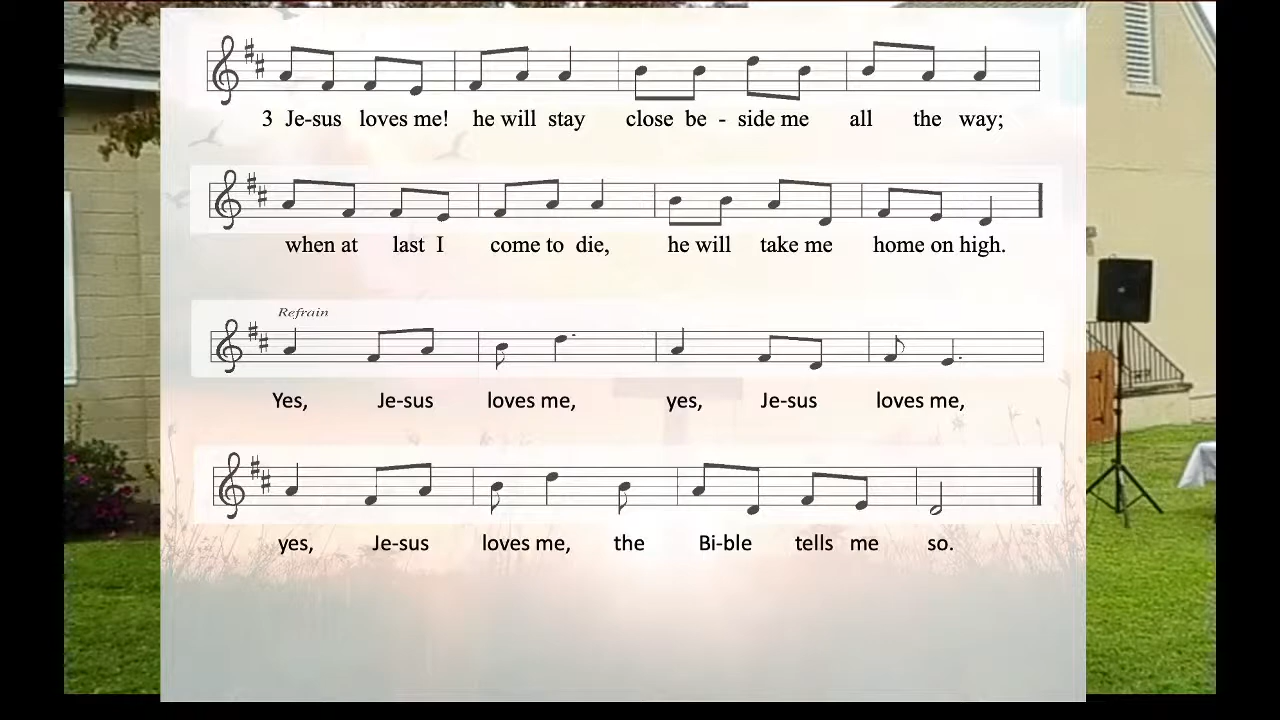 3 Je-sus loves me! he will stay close be - side me all the way;
when at last I come to die, he will take me home on high.
Refrain
Yes, Je-sus loves me, yes, Je-sus loves me,
yes, Je-sus loves me, the Bi-ble tells me so.